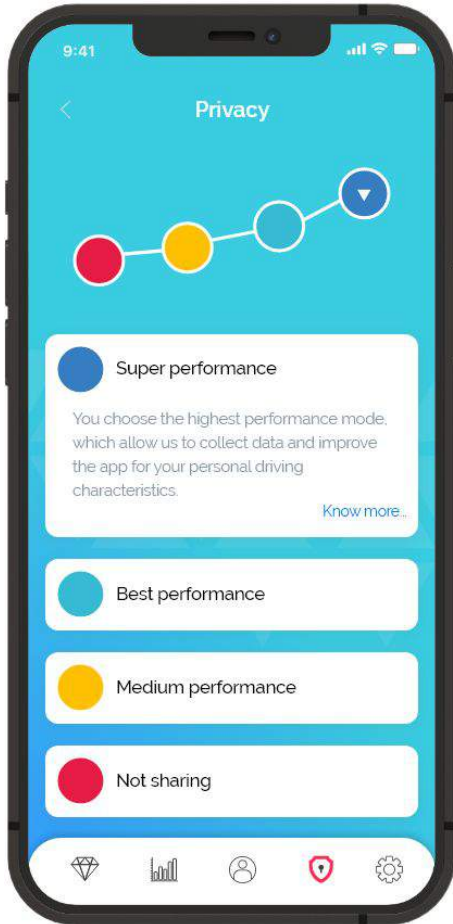 9:41
Privacy
Super performance
You choose the highest performance mode,
which allow us to collect data and improve
the app for your personal driving
characteristics.
Know more...
Best performance
Medium performance
Not sharing